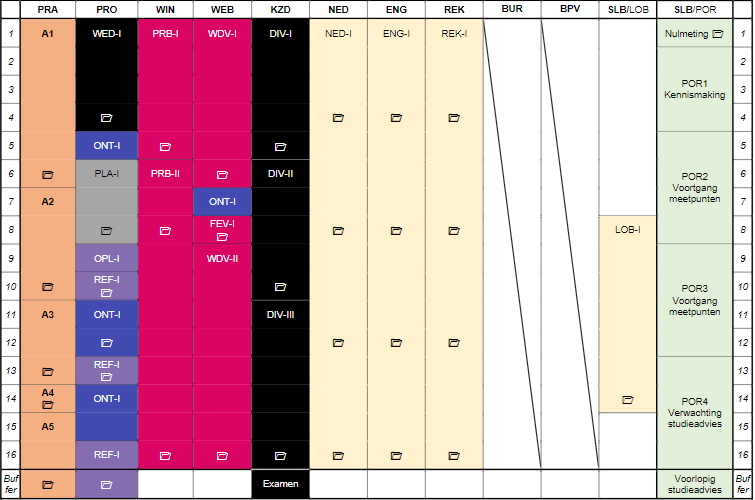 PRA PRO WIN WEB KZD NED ENG REK BUR BPV SLB/LOB SLB/POR
1 A1 WED-I PRB-I WDV-I DIV-I NED-I ENG-I REK-I Nulmeting 1
2 2
POR1
3 Kennismaking 3
4 4
5 ONT-I 5
6 PLA-I PRB-II DIV-II POR2 6
Voortgang
7 A2 ONT-I meetpunten 7
8 FEV-I LOB-I 8
9 OPL-I WDV-II 9
10 REF-I POR3 10
Voortgang
11 A3 ONT-I DIV-III meetpunten 11
12 12
13 REF-I 13
14 A4 ONT-I POR4 14
Verwachting
15 A5 studieadvies 15
16 REF-I 16
Buf Voorlopig Buf
fer Examen studieadvies fer